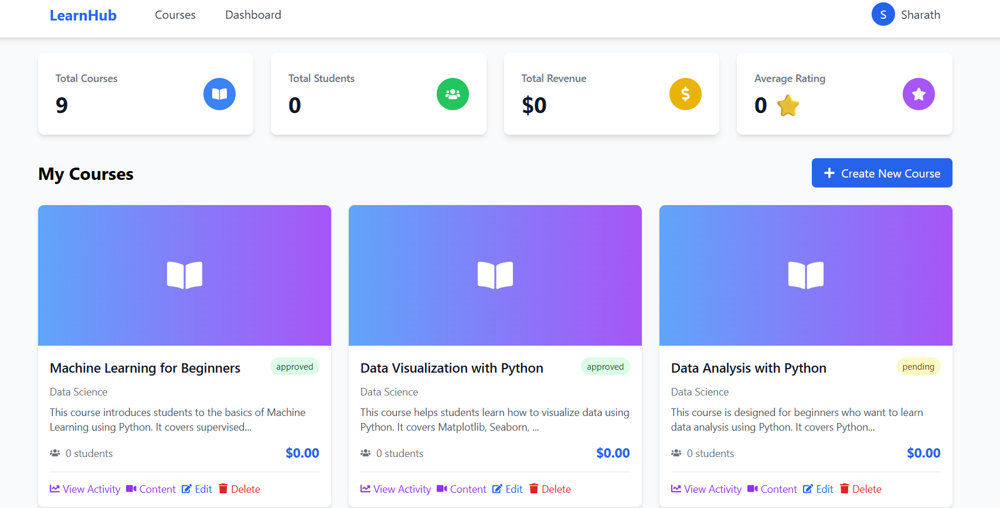 LearnHub Courses Dashboard S Sharath
Total Courses
9
Total Students
0
Total Revenue
$0
Average Rating
0 ⭐
My Courses
Create New Course
Machine Learning for Beginners approved
Data Science
This course introduces students to the basics of Machine
Learning using Python. It covers supervised...
0 students $0.00
View Activity Content Edit Delete
Data Visualization with Python approved
Data Science
This course helps students learn how to visualize data using
Python. It covers Matplotlib, Seaborn, ...
0 students $0.00
View Activity Content Edit Delete
Data Analysis with Python pending
Data Science
This course is designed for beginners who want to learn
data analysis using Python. It covers Python...
0 students $0.00
View Activity Content Edit Delete